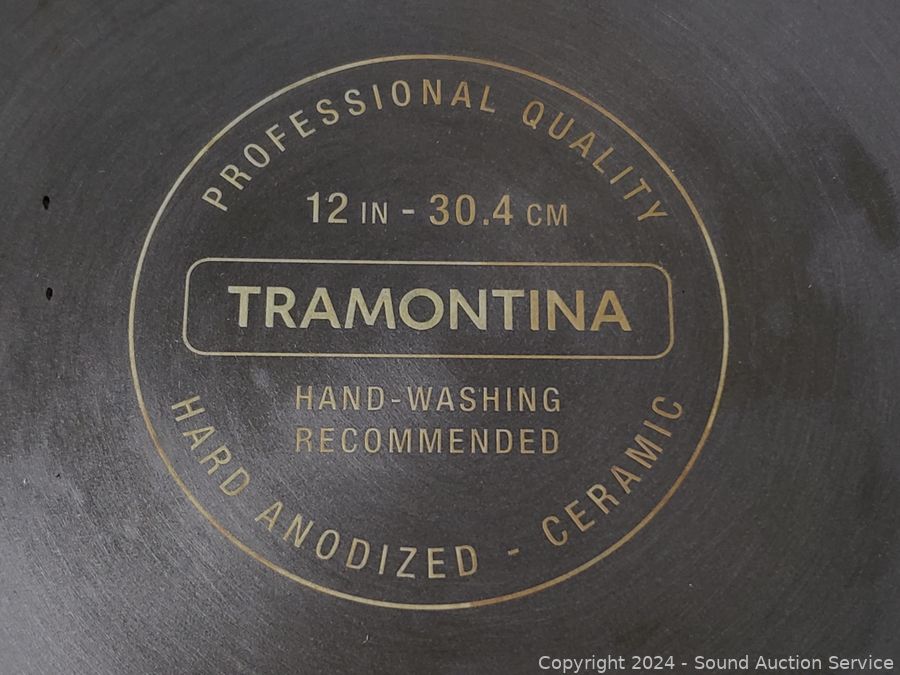 PROFESSIONAL QUALITY
12 IN - 30.4 CM
TRAMONTINA
HAND-WASHING
RECOMMENDED
HARD ANODIZED - CERAMIC
Copyright 2024 - Sound Auction Service